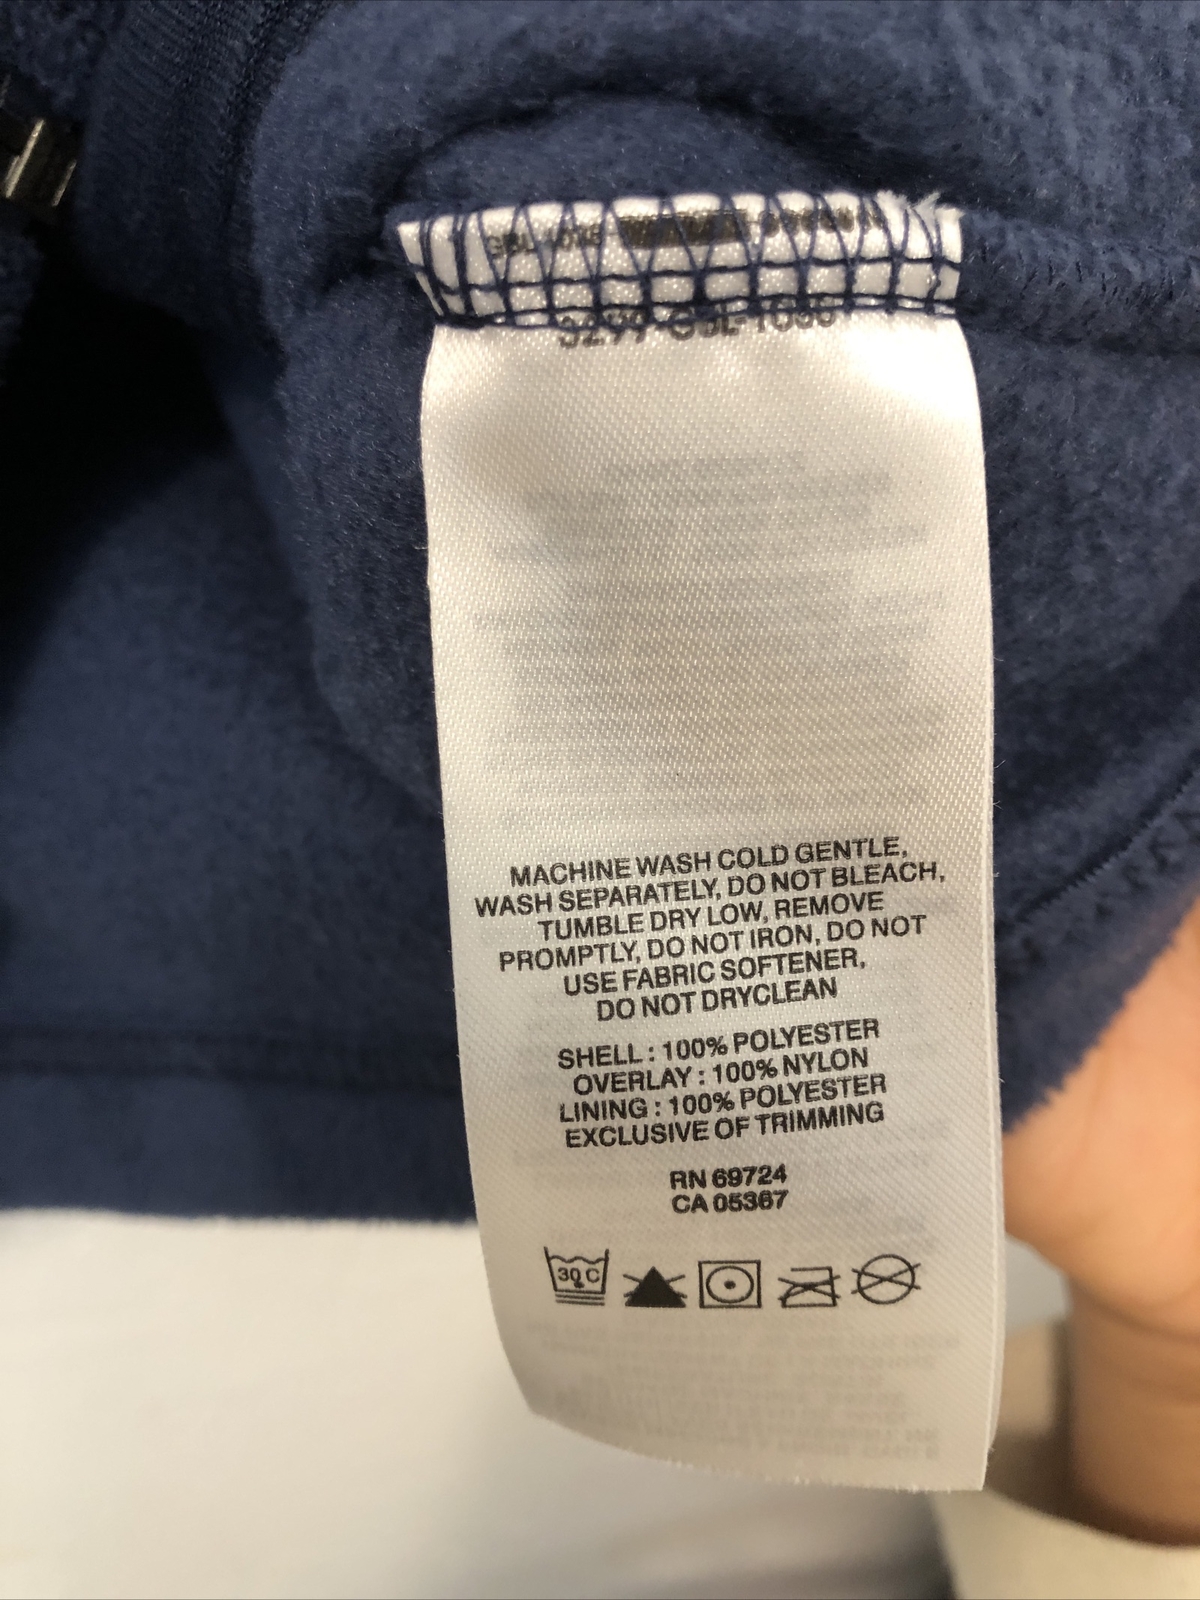 MACHINE WASH COLD GENTLE,
WASH SEPARATELY, DO NOT BLEACH,
TUMBLE DRY LOW, REMOVE
PROMPTLY, DO NOT IRON, DO NOT
USE FABRIC SOFTENER,
DO NOT DRYCLEAN
SHELL : 100% POLYESTER
OVERLAY : 100% NYLON
LINING : 100% POLYESTER
EXCLUSIVE OF TRIMMING
RN 69724
CA 05367
30 C